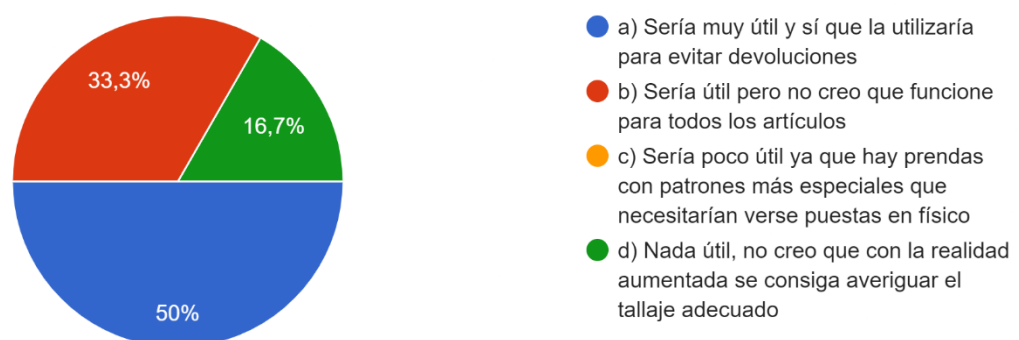 33,3%
16,7%
50%
a) Sería muy útil y sí que la utilizaría
para evitar devoluciones
b) Sería útil pero no creo que funcione
para todos los artículos
c) Sería poco útil ya que hay prendas
con patrones más especiales que
necesitarían verse puestas en físico
d) Nada útil, no creo que con la realidad
aumentada se consiga averiguar el
tallaje adecuado